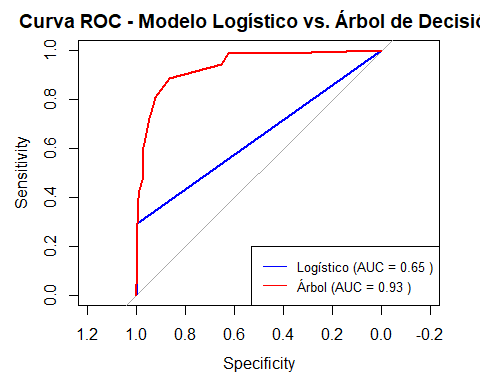 Curva ROC - Modelo Logístico vs. Árbol de Decisi
Sensitivity
1.0
0.8
0.6
0.4
0.2
0.0
Logístico (AUC = 0.65 )
Árbol (AUC = 0.93 )
1.2 1.0 0.8 0.6 0.4 0.2 0.0 -0.2
Specificity